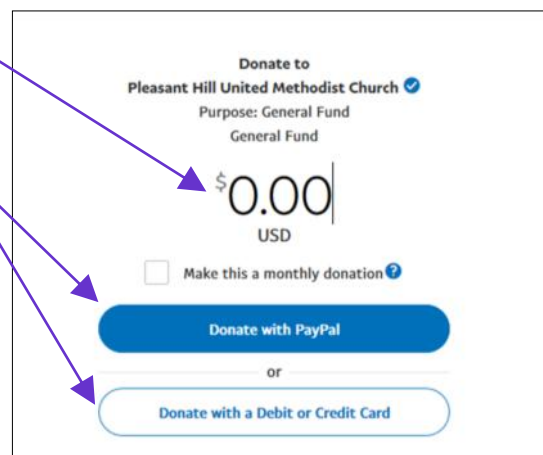 Donate to
Pleasant Hill United Methodist Church
Purpose: General Fund
General Fund
$0.00
USD
Make this a monthly donation ?
Donate with PayPal
or
Donate with a Debit or Credit Card